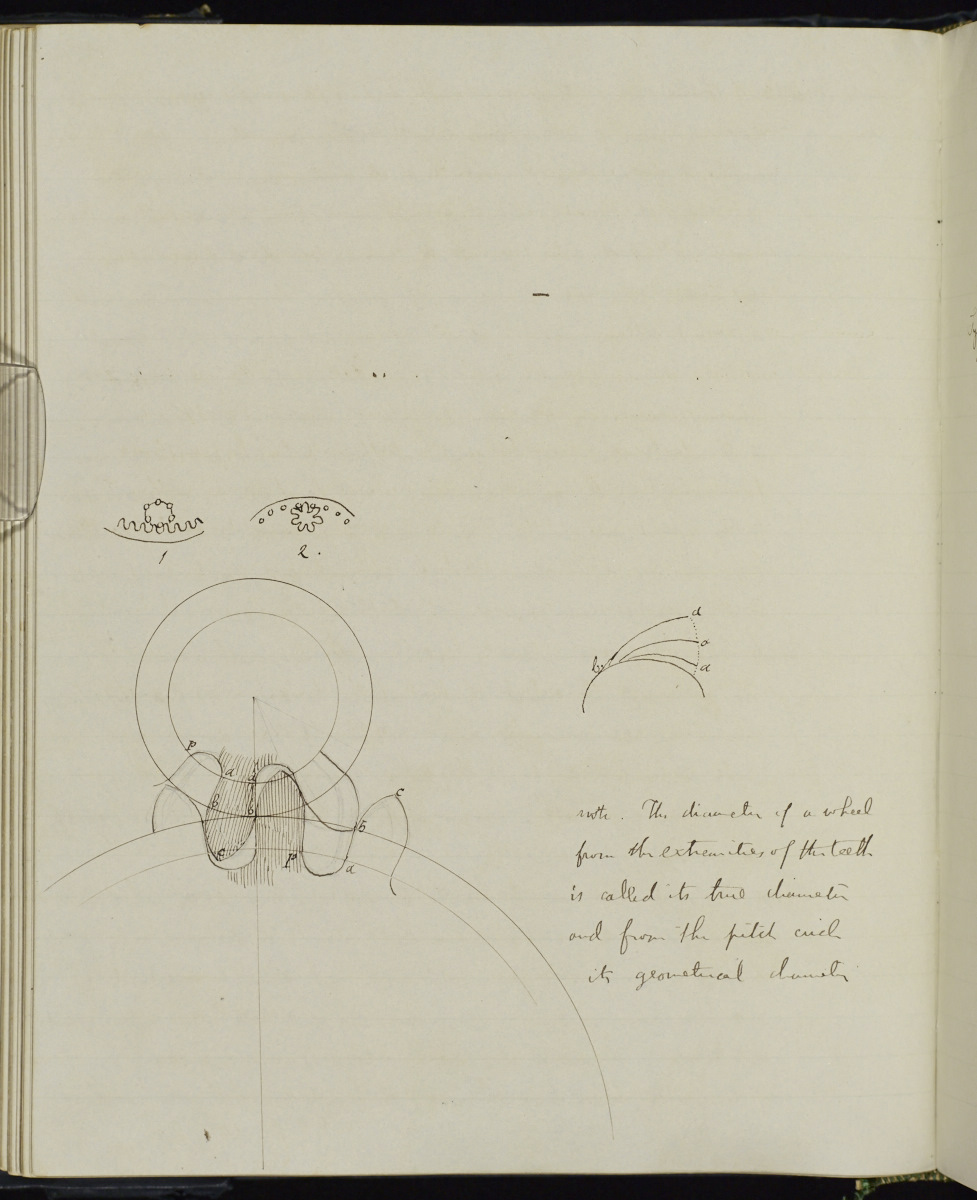 1
2.
d
a
b
a
p
a
d
b
b
c
b
c
p
a
note. The diameter of a wheel
from the extremities of the teeth
is called its true diameter
and from the pitch circle
its geometrical diameter